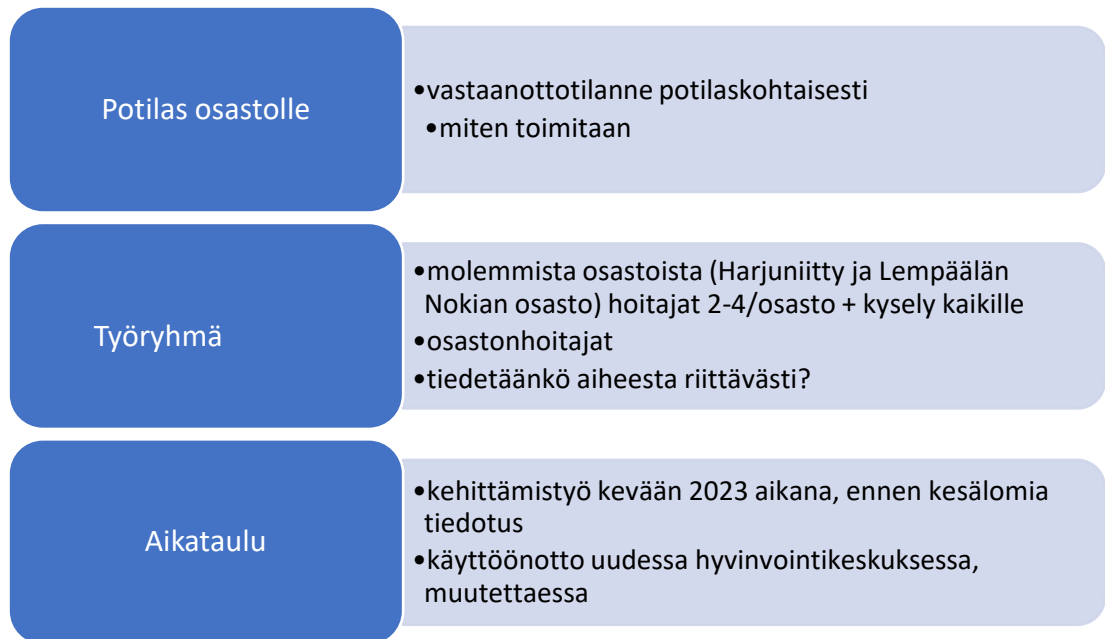 Potilas osastolle
•vastaanottotilanne potilaskohtaisesti
•miten toimitaan
Työryhmä
•molemmista osastoista (Harjuniitty ja Lempäälän
Nokian osasto) hoitajat 2-4/osasto + kysely kaikille
•osastonhoitajat
•tiedetäänkö aiheesta riittävästi?
Aikataulu
•kehittämistyö kevään 2023 aikana, ennen kesälomia
tiedotus
•käyttöönotto uudessa hyvinvointikeskuksessa,
muutettaessa